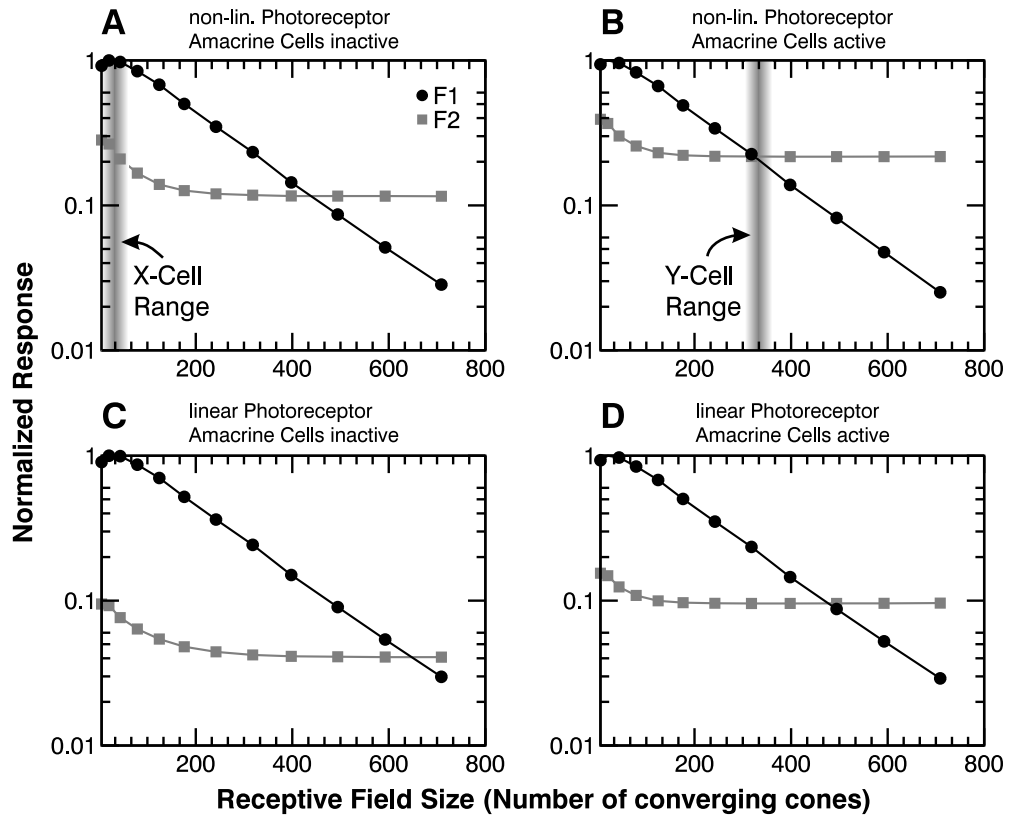 A
non-lin. Photoreceptor
Amacrine Cells inactive
B
non-lin. Photoreceptor
Amacrine Cells active
1
0.1
0.01
F1
F2
X-Cell
Range
200
400
600
800
1
0.1
0.01
Y-Cell
Range
200
400
600
800
C
linear Photoreceptor
Amacrine Cells inactive
D
linear Photoreceptor
Amacrine Cells active
1
0.1
0.01
200
400
600
800
1
0.1
0.01
200
400
600
800
Normalized Response
Receptive Field Size (Number of converging cones)